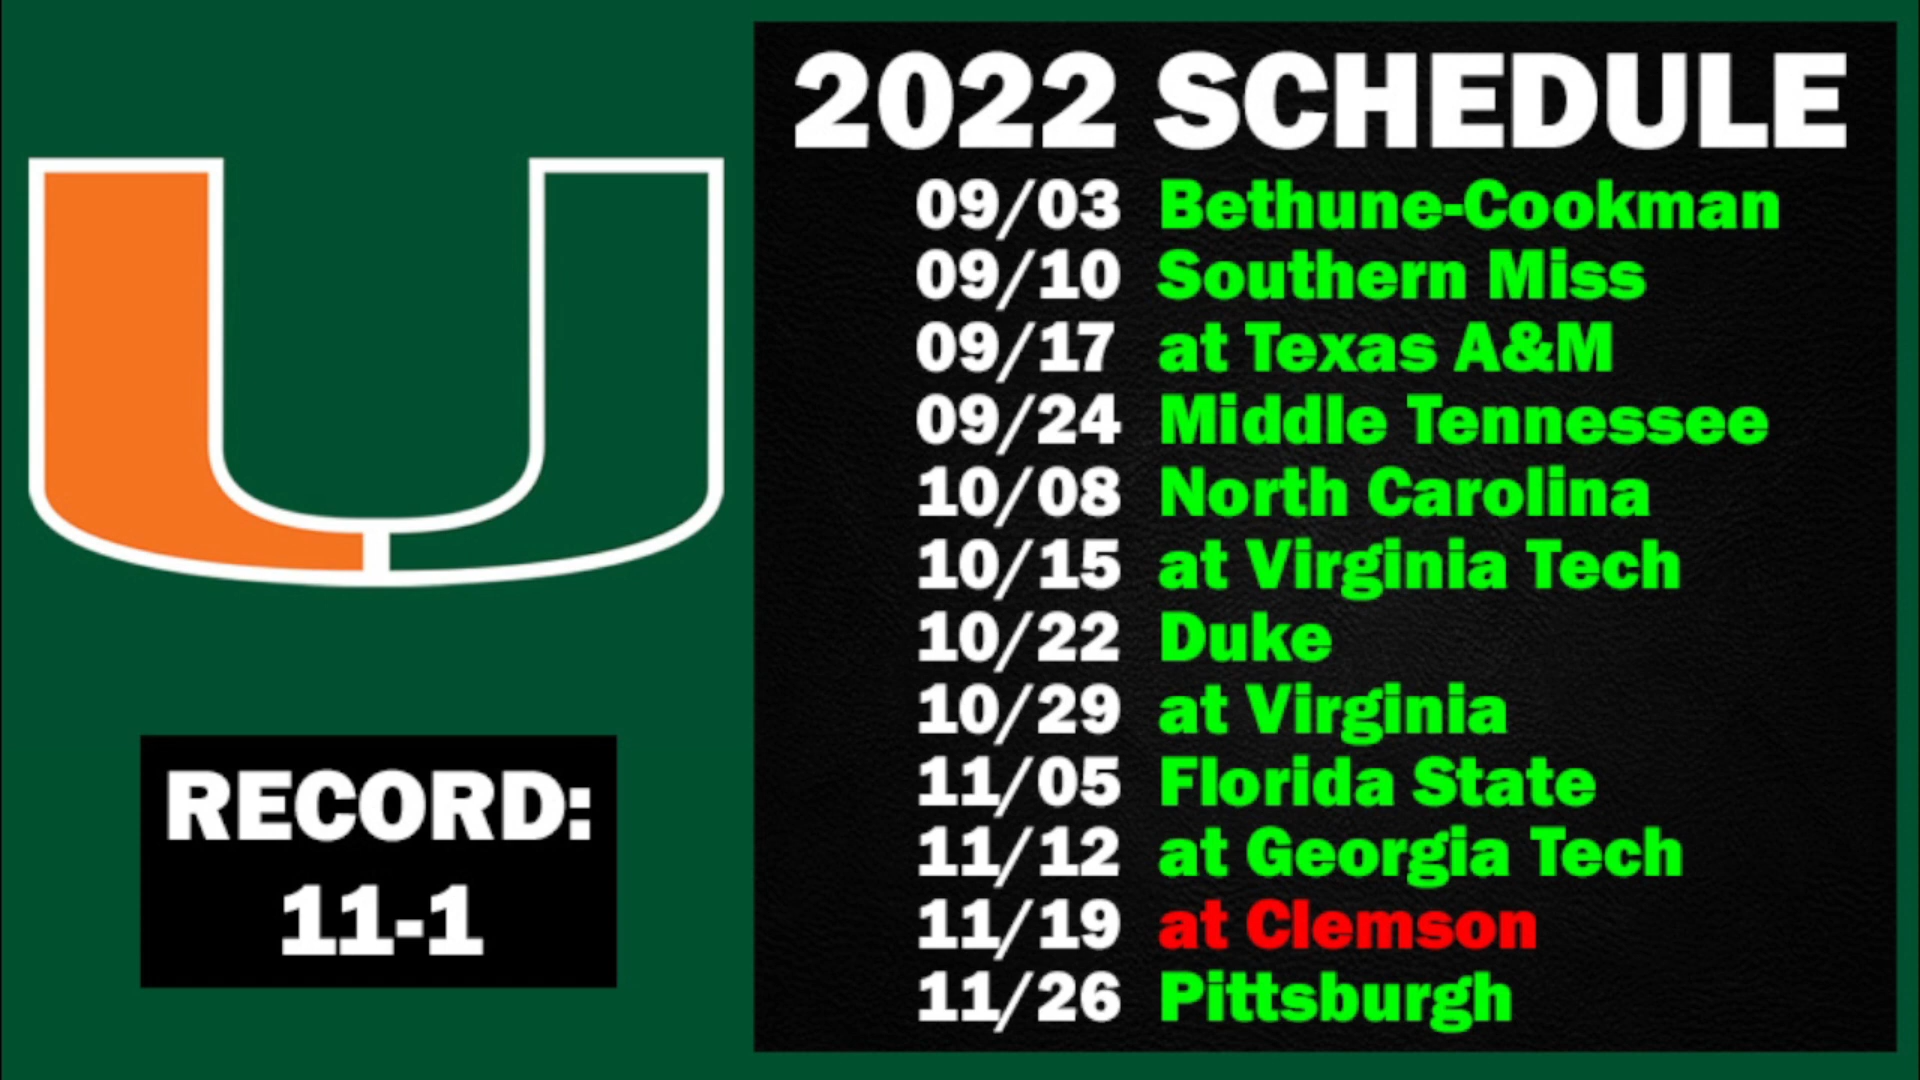 2022 SCHEDULE
09/03 Bethune-Cookman
09/10 Southern Miss
09/17 at Texas A&M
09/24 Middle Tennessee
10/08 North Carolina
10/15 at Virginia Tech
10/22 Duke
10/29 at Virginia
11/05 Florida State
11/12 at Georgia Tech
11/19 at Clemson
11/26 Pittsburgh
RECORD:
11-1